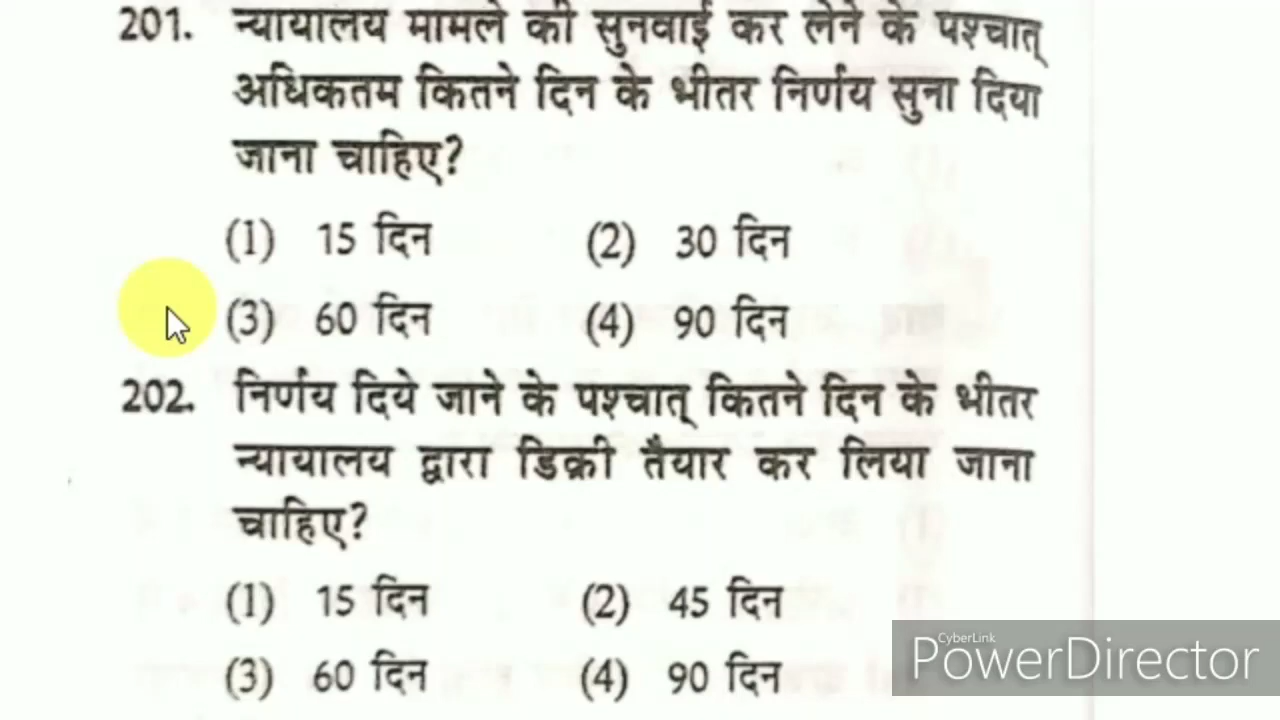 201. न्यायालय मामले की सुनवाई कर लेने के पश्चात्
अधिकतम कितने दिन के भीतर निर्णय सुना दिया
जाना चाहिए?
(1) 15 दिन (2) 30 दिन
(3) 60 दिन (4) 90 दिन
202. निर्णय दिये जाने के पश्चात् कितने दिन के भीतर
न्यायालय द्वारा डिक्री तैयार कर लिया जाना
चाहिए?
(1) 15 दिन (2) 45 दिन
(3) 60 दिन (4) 90 दिन
CyberLink
PowerDirector